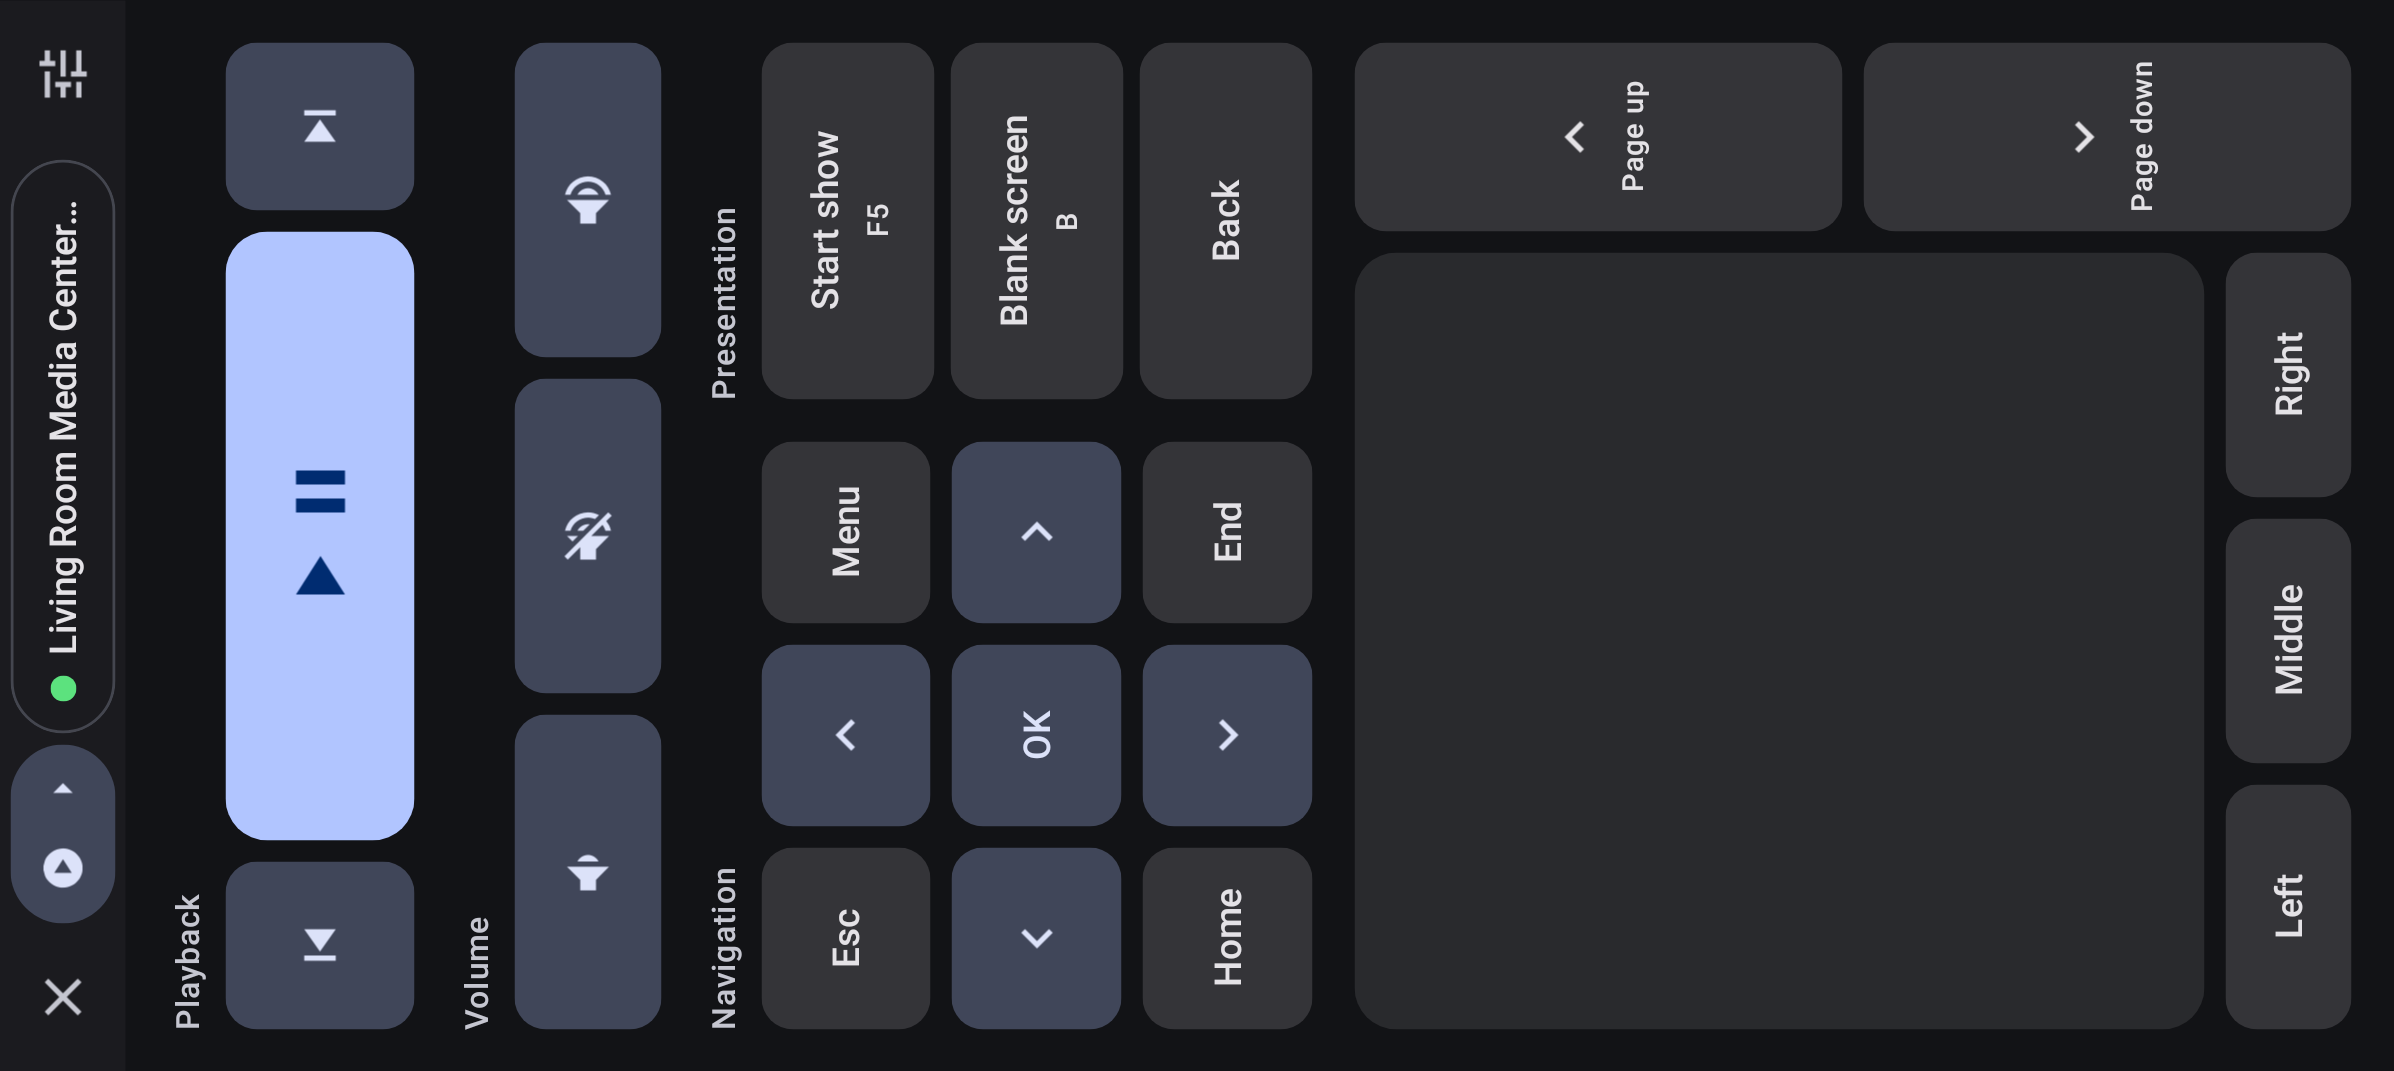 Living Room Media Center...
Playback
Volume
Navigation
Presentation
Esc
Menu
Start show
F5
OK
Blank screen
B
Home
End
Back
Page up
Page down
Left
Middle
Right